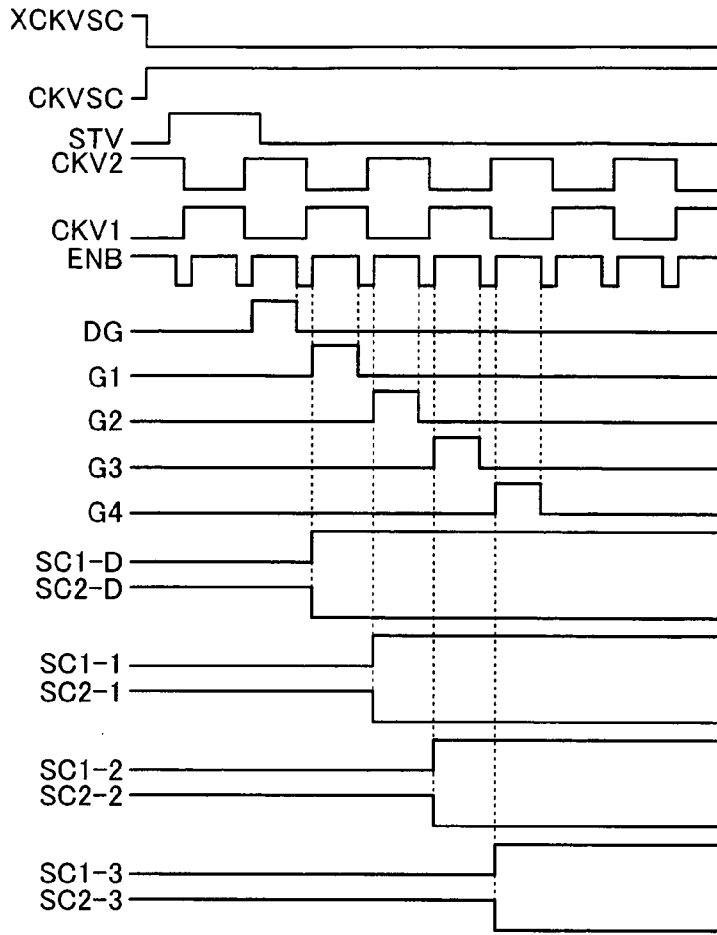 XCKVSC
CKVSC
STV
CKV2
CKV1
ENB
DG
G1
G2
G3
G4
SC1-D
SC2-D
SC1-1
SC2-1
SC1-2
SC2-2
SC1-3
SC2-3